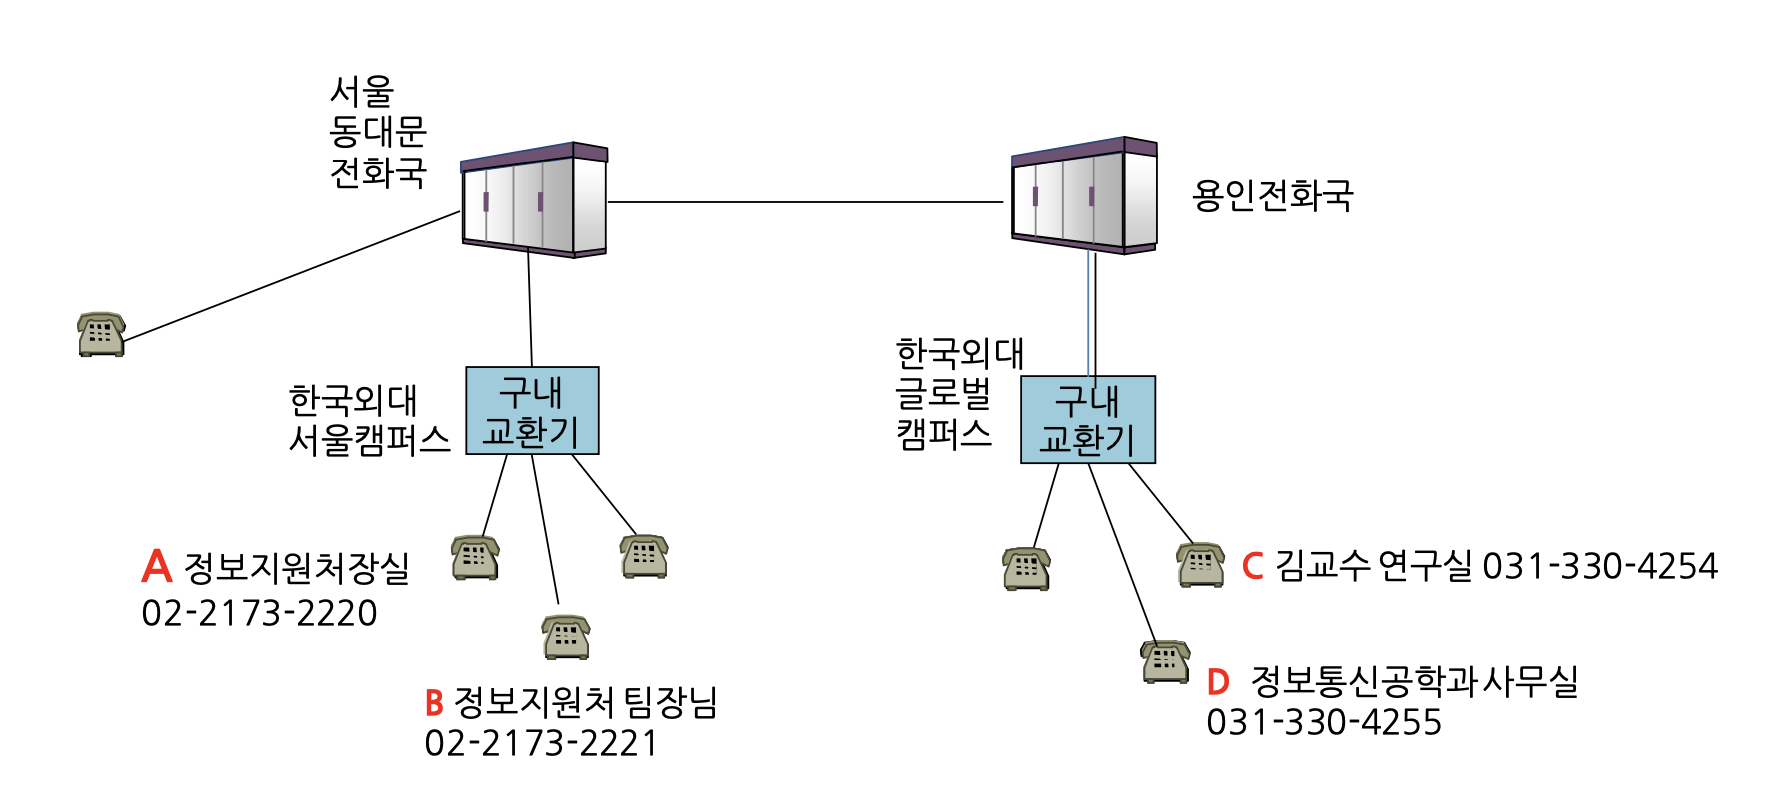 서울
동대문
전화국
용인전화국
한국외대
서울캠퍼스
구내
교환기
한국외대
글로벌
캠퍼스
구내
교환기
A 정보지원처장실
02-2173-2220
B 정보지원처 팀장님
02-2173-2221
C 김교수 연구실 031-330-4254
D 정보통신공학과 사무실
031-330-4255